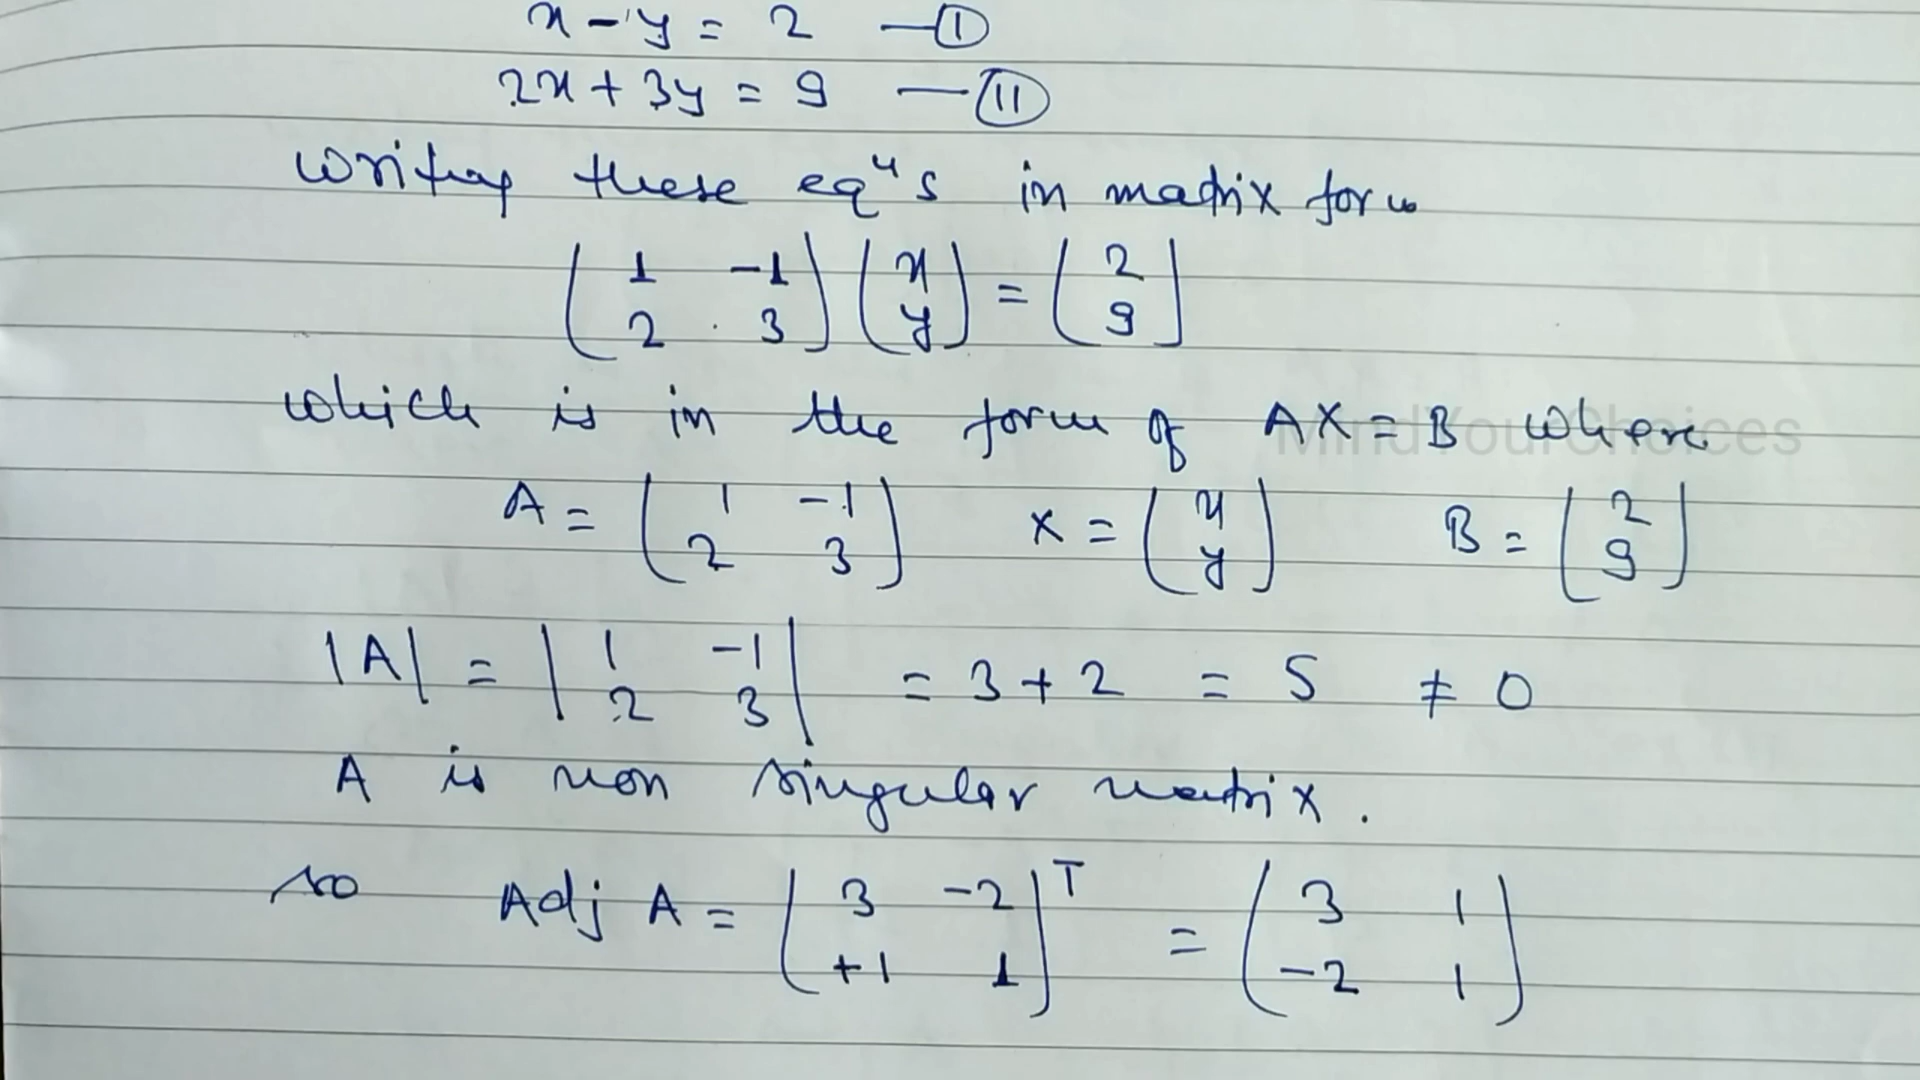 x - y = 2 — (I)
2x + 3y = 9 — (II)
writing these eqns in matrix form
( 1 -1 ) ( x ) = ( 2 )
( 2 3 ) ( y ) ( 9 )
which is in the form of AX = B where
MindYourChoices
A = ( 1 -1 ) X = ( x ) B = ( 2 )
( 2 3 ) ( y ) ( 9 )
|A| = | 1 -1 | = 3 + 2 = 5 ≠ 0
| 2 3 |
A is non singular matrix.
so Adj A = ( 3 -2 )ᵀ = ( 3 1 )
( +1 1 ) ( -2 1 )